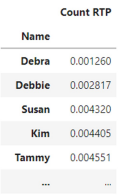 Count RTP
Name
Debra 0.001260
Debbie 0.002817
Susan 0.004320
Kim 0.004405
Tammy 0.004551
... ...